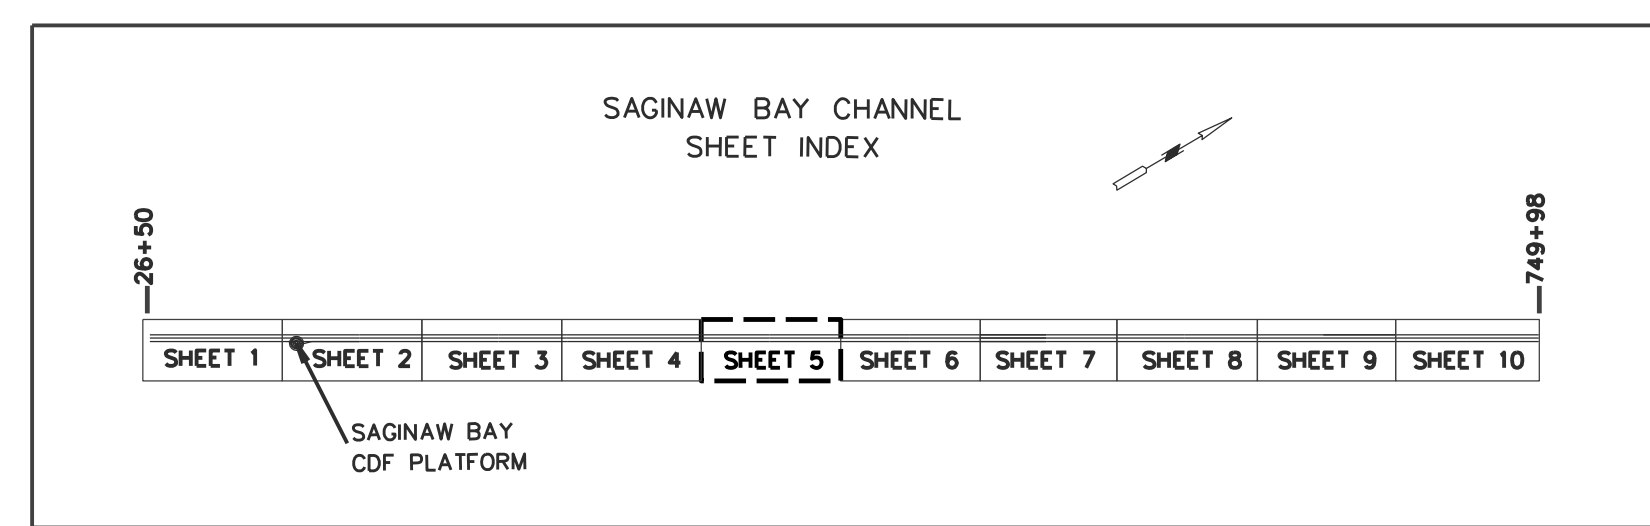 SAGINAW BAY CHANNEL
SHEET INDEX
26+50
749+98
SHEET 1
SHEET 2
SHEET 3
SHEET 4
SHEET 5
SHEET 6
SHEET 7
SHEET 8
SHEET 9
SHEET 10
SAGINAW BAY
CDF PLATFORM